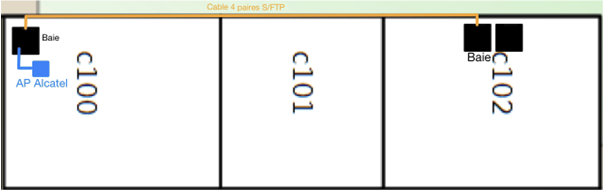 Cable 4 paires S/FTP
Baie
AP Alcatel
c100
c101
Baie
c102